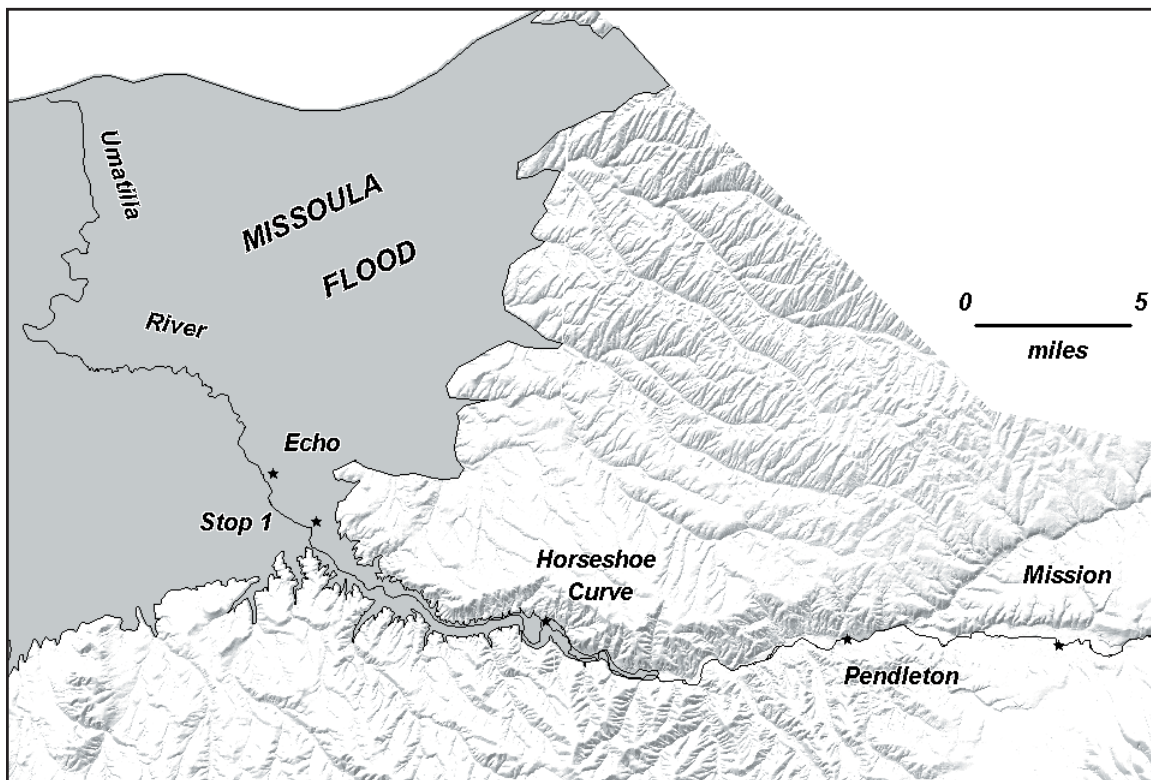 Umatilla
MISSOULA
FLOOD
River
0 5
miles
Echo
Stop 1
Horseshoe
Curve
Mission
Pendleton